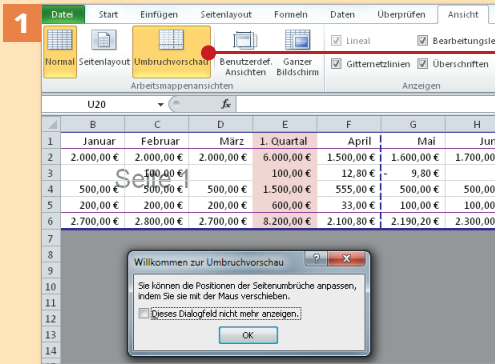 1
Datei Start Einfügen Seitenlayout Formeln Daten Überprüfen Ansicht
Normal Seitenlayout Umbruchvorschau Benutzerdef. Ansichten Ganzer Bildschirm
Lineal Bearbeitungsle
Gitternetzlinien Überschriften
Arbeitsmappenansichten Anzeigen
U20 fx
B C D E F G H
1 Januar Februar März 1. Quartal April Mai Jun
2 2.000,00 € 2.000,00 € 2.000,00 € 6.000,00 € 1.500,00 € 1.600,00 € 1.700,00
3 100,00 € 100,00 € 12,80 € - 9,80 €
Seite 1
4 500,00 € 500,00 € 500,00 € 1.500,00 € 555,00 € 500,00 € 500,00
5 200,00 € 200,00 € 200,00 € 600,00 € 33,00 € 100,00 € 100,00
6 2.700,00 € 2.800,00 € 2.700,00 € 8.200,00 € 2.100,80 € 2.190,20 € 2.300,00
7
8
9
10
11
12
13
14
Willkommen zur Umbruchvorschau
Sie können die Positionen der Seitenumbrüche anpassen,
indem Sie sie mit der Maus verschieben.
Dieses Dialogfeld nicht mehr anzeigen.
OK